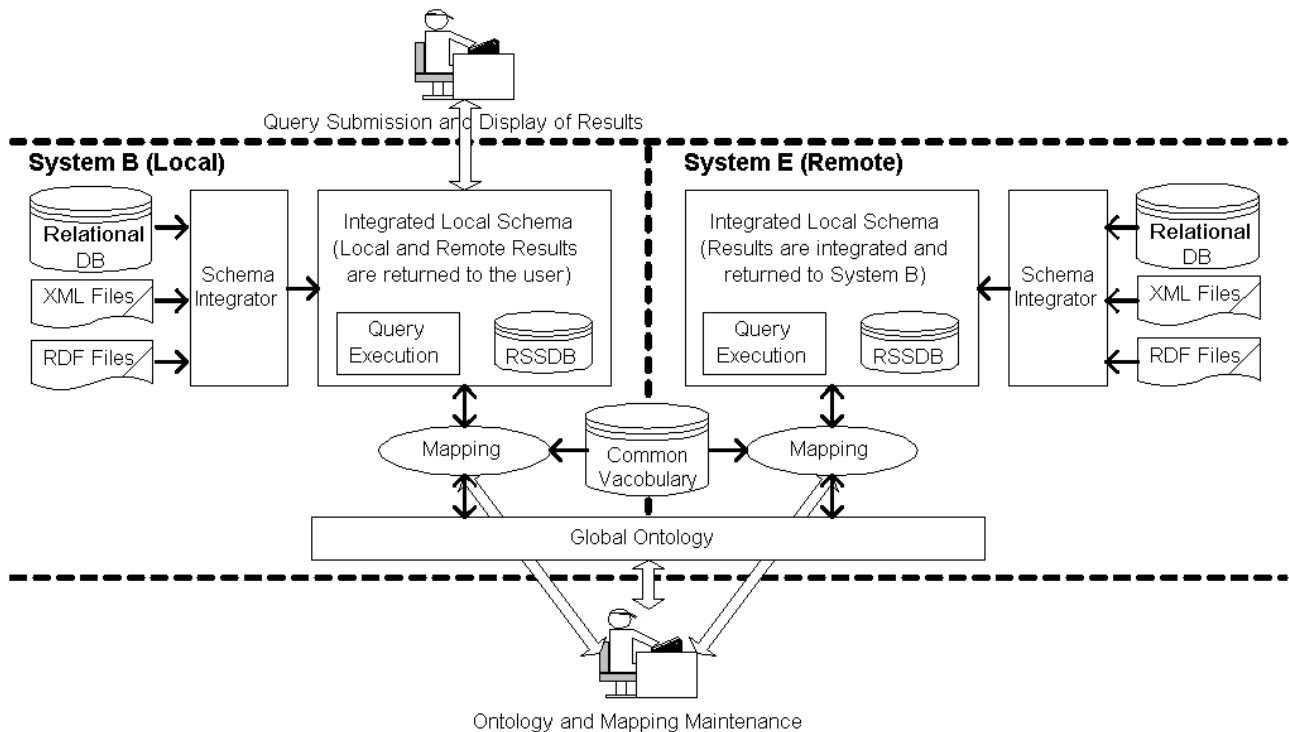 Query Submission and Display of Results
System B (Local)
Relational
DB
XML Files
RDF Files
Schema
Integrator
Integrated Local Schema
(Local and Remote Results
are returned to the user)
Query
Execution
RSSDB
System E (Remote)
Integrated Local Schema
(Results are integrated and
returned to System B)
Query
Execution
RSSDB
Schema
Integrator
Relational
DB
XML Files
RDF Files
Mapping
Common
Vacobulary
Mapping
Global Ontology
Ontology and Mapping Maintenance